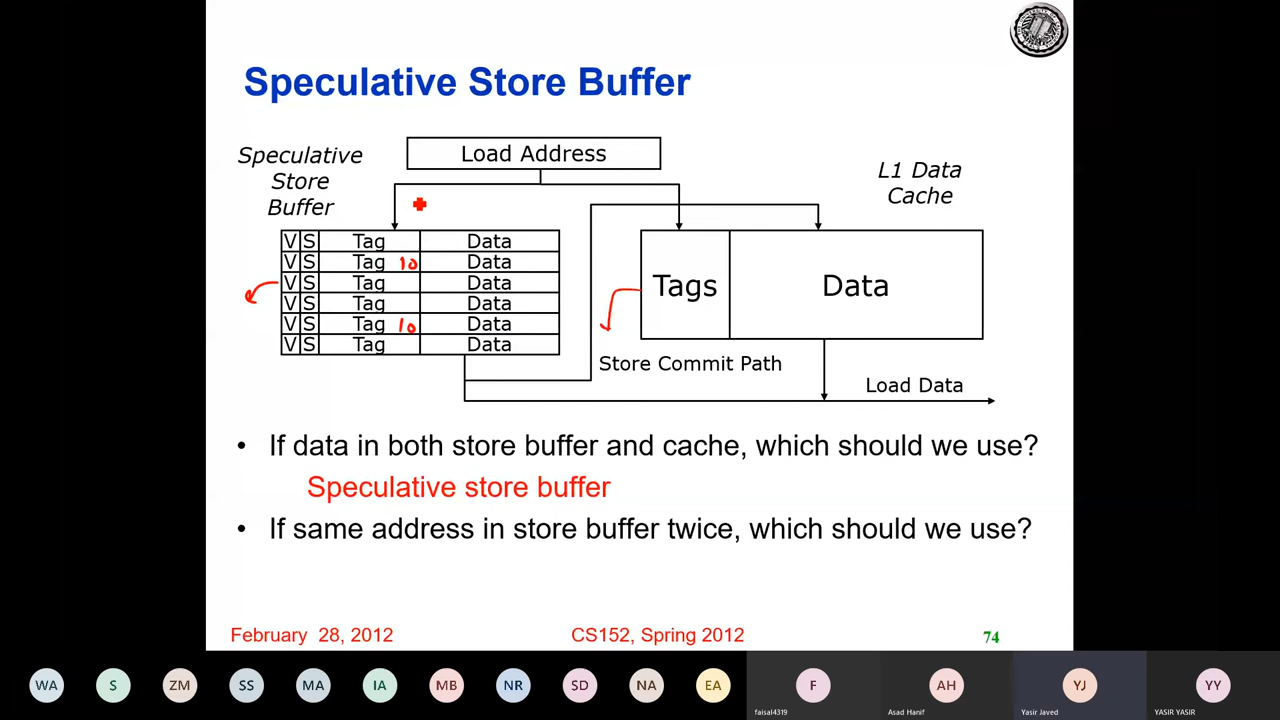 Speculative Store Buffer
Speculative
Store
Buffer
Load Address
L1 Data
Cache
V S Tag Data
V S Tag 10 Data
V S Tag Data
V S Tag Data
V S Tag 10 Data
V S Tag Data
Tags
Data
Store Commit Path
Load Data
• If data in both store buffer and cache, which should we use?
Speculative store buffer
• If same address in store buffer twice, which should we use?
February 28, 2012
CS152, Spring 2012
74
WA
S
ZM
SS
MA
IA
MB
NR
SD
NA
EA
F
AH
YJ
YY
faisal4319
Asad Hanif
Yasir Javed
YASIR YASIR